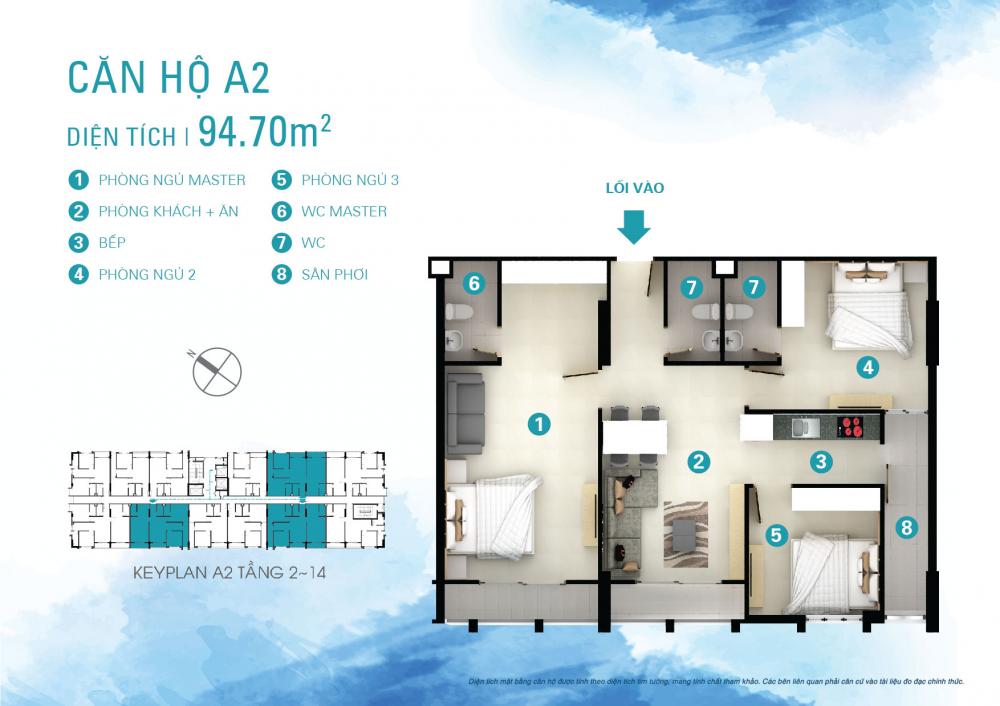 CĂN HỘ A2
DIỆN TÍCH | 94.70m²
1 PHÒNG NGỦ MASTER
2 PHÒNG KHÁCH + ĂN
3 BẾP
4 PHÒNG NGỦ 2
5 PHÒNG NGỦ 3
6 WC MASTER
7 WC
8 SÂN PHƠI
LỐI VÀO
6
7
7
4
1
2
3
5
8
N
KEYPLAN A2 TẦNG 2~14
Diện tích mặt bằng căn hộ được tính theo diện tích tim tường, mang tính chất tham khảo. Các bên liên quan phải căn cứ vào tài liệu đo đạc chính thức.